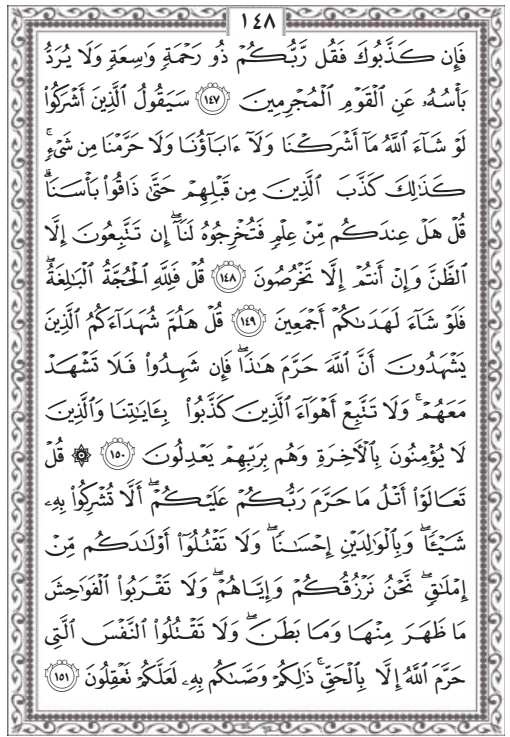 ١٤٨
فَإِن كَذَّبُوكَ فَقُل رَّبُّكُمْ ذُو رَحْمَةٍ وَٰسِعَةٍ وَلَا يُرَدُّ
بَأْسُهُۥ عَنِ ٱلْقَوْمِ ٱلْمُجْرِمِينَ ١٤٧ سَيَقُولُ ٱلَّذِينَ أَشْرَكُوا۟
لَوْ شَآءَ ٱللَّهُ مَآ أَشْرَكْنَا وَلَآ ءَابَآؤُنَا وَلَا حَرَّمْنَا مِن شَىْءٍۚ
كَذَٰلِكَ كَذَّبَ ٱلَّذِينَ مِن قَبْلِهِمْ حَتَّىٰ ذَاقُوا۟ بَأْسَنَاۗ
قُلْ هَلْ عِندَكُم مِّنْ عِلْمٍ فَتُخْرِجُوهُ لَنَآۖ إِن تَتَّبِعُونَ إِلَّا
ٱلظَّنَّ وَإِنْ أَنتُمْ إِلَّا تَخْرُصُونَ ١٤٨ قُلْ فَلِلَّهِ ٱلْحُجَّةُ ٱلْبَٰلِغَةُۖ
فَلَوْ شَآءَ لَهَدَىٰكُمْ أَجْمَعِينَ ١٤٩ قُلْ هَلُمَّ شُهَدَآءَكُمُ ٱلَّذِينَ
يَشْهَدُونَ أَنَّ ٱللَّهَ حَرَّمَ هَٰذَاۖ فَإِن شَهِدُوا۟ فَلَا تَشْهَدْ
مَعَهُمْۚ وَلَا تَتَّبِعْ أَهْوَآءَ ٱلَّذِينَ كَذَّبُوا۟ بِـَٔايَٰتِنَا وَٱلَّذِينَ
لَا يُؤْمِنُونَ بِٱلْـَٔاخِرَةِ وَهُم بِرَبِّهِمْ يَعْدِلُونَ ١٥٠ ۞ قُلْ
تَعَالَوْا۟ أَتْلُ مَا حَرَّمَ رَبُّكُمْ عَلَيْكُمْۖ أَلَّا تُشْرِكُوا۟ بِهِۦ
شَيْـًٔاۖ وَبِٱلْوَٰلِدَيْنِ إِحْسَٰنًاۖ وَلَا تَقْتُلُوٓا۟ أَوْلَٰدَكُم مِّنْ
إِمْلَٰقٍۖ نَّحْنُ نَرْزُقُكُمْ وَإِيَّاهُمْۖ وَلَا تَقْرَبُوا۟ ٱلْفَوَٰحِشَ
مَا ظَهَرَ مِنْهَا وَمَا بَطَنَۖ وَلَا تَقْتُلُوا۟ ٱلنَّفْسَ ٱلَّتِى
حَرَّمَ ٱللَّهُ إِلَّا بِٱلْحَقِّۚ ذَٰلِكُمْ وَصَّىٰكُم بِهِۦ لَعَلَّكُمْ تَعْقِلُونَ ١٥١